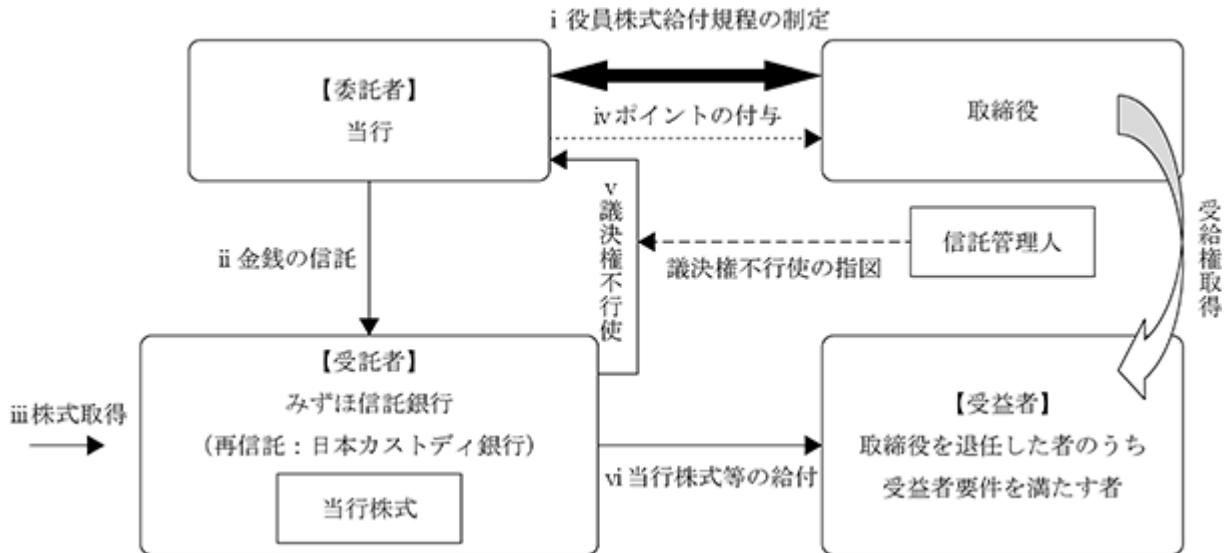 ⅰ 役員株式給付規程の制定
【委託者】
当行
ⅳポイントの付与
取締役
ⅱ 金銭の信託
ⅴ議決権不行使
信託管理人
議決権不行使の指図
受給権取得
ⅲ株式取得
【受託者】
みずほ信託銀行
(再信託:日本カストディ銀行)
当行株式
ⅵ 当行株式等の給付
【受益者】
取締役を退任した者のうち
受益者要件を満たす者